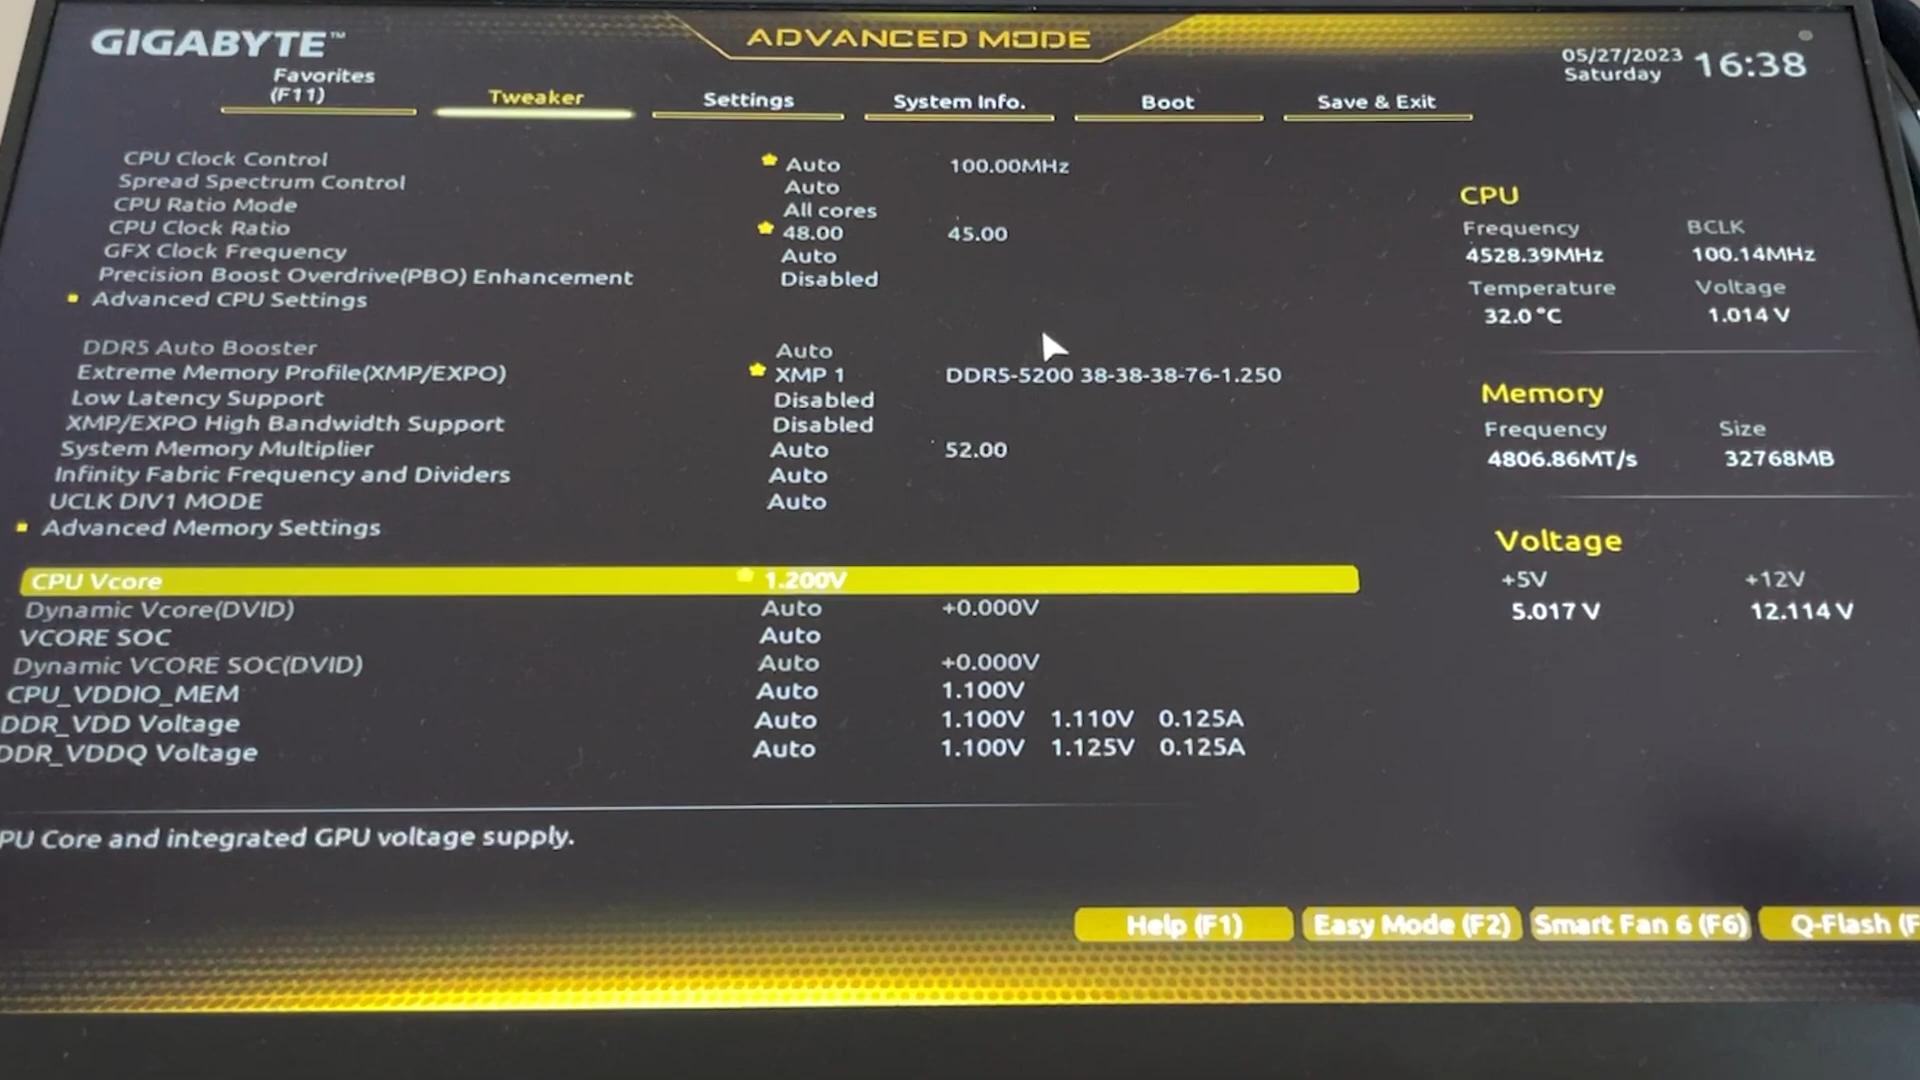 GIGABYTE™
ADVANCED MODE
05/27/2023
Saturday
16:38
Favorites
(F11)
Tweaker
Settings
System Info.
Boot
Save & Exit
CPU Clock Control Auto 100.00MHz
Spread Spectrum Control Auto
CPU Ratio Mode All cores
CPU Clock Ratio 48.00 45.00
GFX Clock Frequency Auto
Precision Boost Overdrive(PBO) Enhancement Disabled
Advanced CPU Settings
DDR5 Auto Booster Auto
Extreme Memory Profile(XMP/EXPO) XMP 1 DDR5-5200 38-38-38-76-1.250
Low Latency Support Disabled
XMP/EXPO High Bandwidth Support Disabled
System Memory Multiplier Auto 52.00
Infinity Fabric Frequency and Dividers Auto
UCLK DIV1 MODE Auto
Advanced Memory Settings
CPU Vcore 1.200V
Dynamic Vcore(DVID) Auto +0.000V
VCORE SOC Auto
Dynamic VCORE SOC(DVID) Auto +0.000V
CPU_VDDIO_MEM Auto 1.100V
DDR_VDD Voltage Auto 1.100V 1.110V 0.125A
DDR_VDDQ Voltage Auto 1.100V 1.125V 0.125A
CPU
Frequency BCLK
4528.39MHz 100.14MHz
Temperature Voltage
32.0 °C 1.014 V
Memory
Frequency Size
4806.86MT/s 32768MB
Voltage
+5V +12V
5.017 V 12.114 V
PU Core and integrated GPU voltage supply.
Help (F1)
Easy Mode (F2)
Smart Fan 6 (F6)
Q-Flash (F